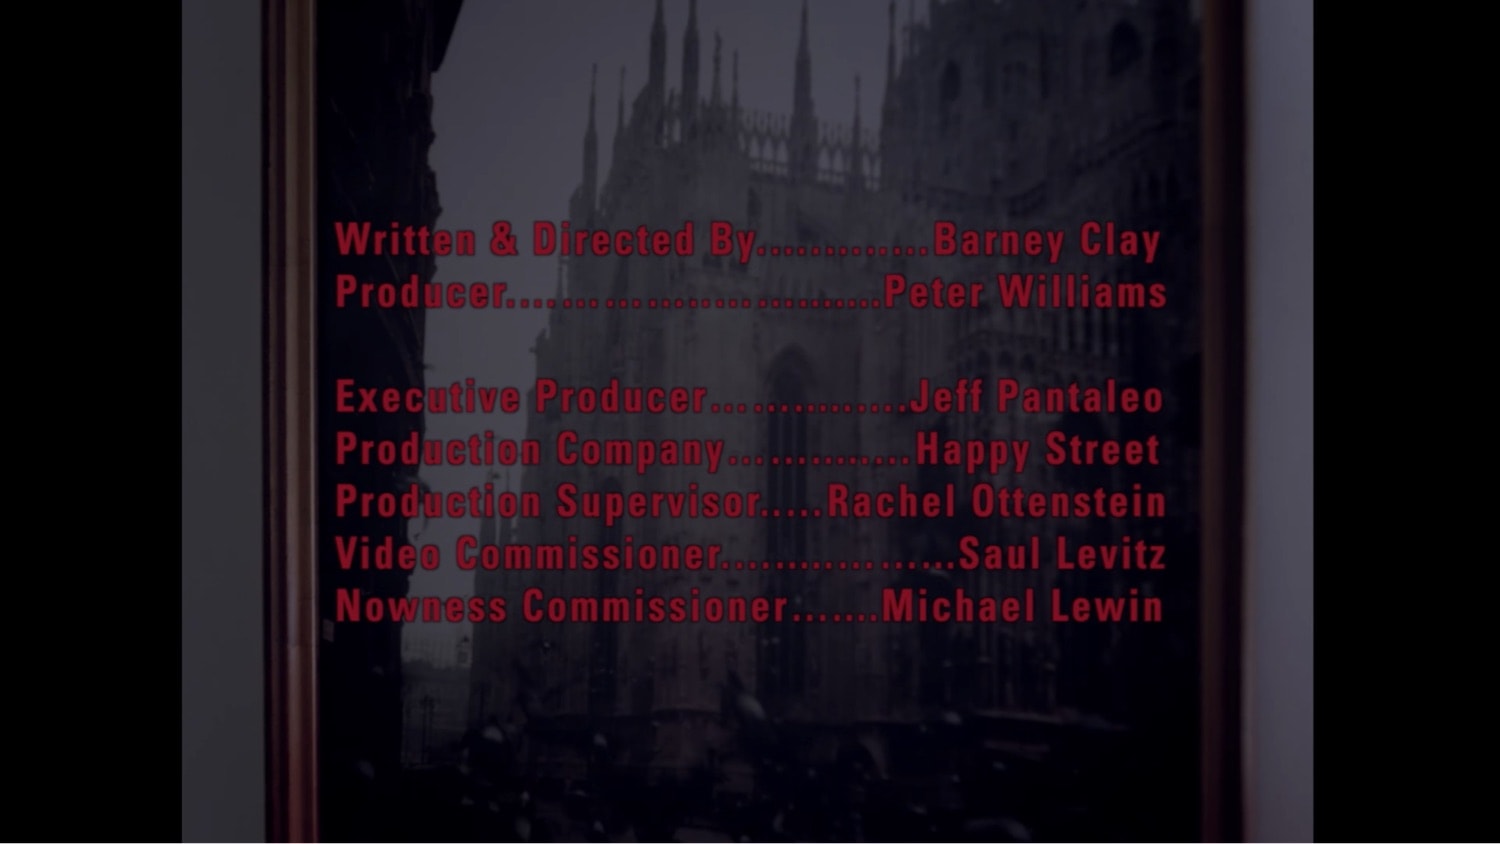 Written & Directed By.............Barney Clay
Producer............................Peter Williams
Executive Producer...............Jeff Pantaleo
Production Company..............Happy Street
Production Supervisor.....Rachel Ottenstein
Video Commissioner..................Saul Levitz
Nowness Commissioner.......Michael Lewin